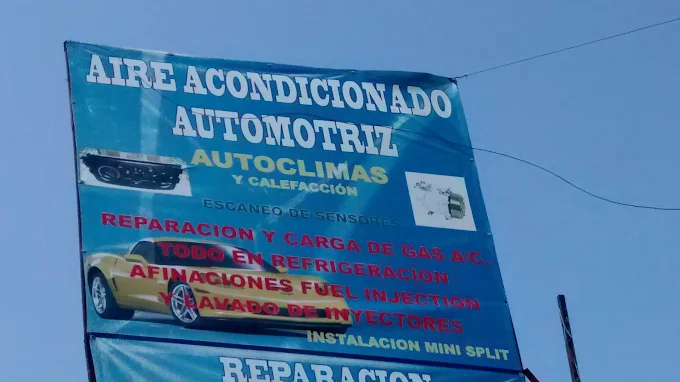 AIRE ACONDICIONADO
AUTOMOTRIZ
AUTOCLIMAS
Y CALEFACCIÓN
ESCANEO DE SENSORES
REPARACION Y CARGA DE GAS A/C.
TODO EN REFRIGERACION
AFINACIONES FUEL INJECTION
Y LAVADO DE INYECTORES
INSTALACION MINI SPLIT
REPARACION